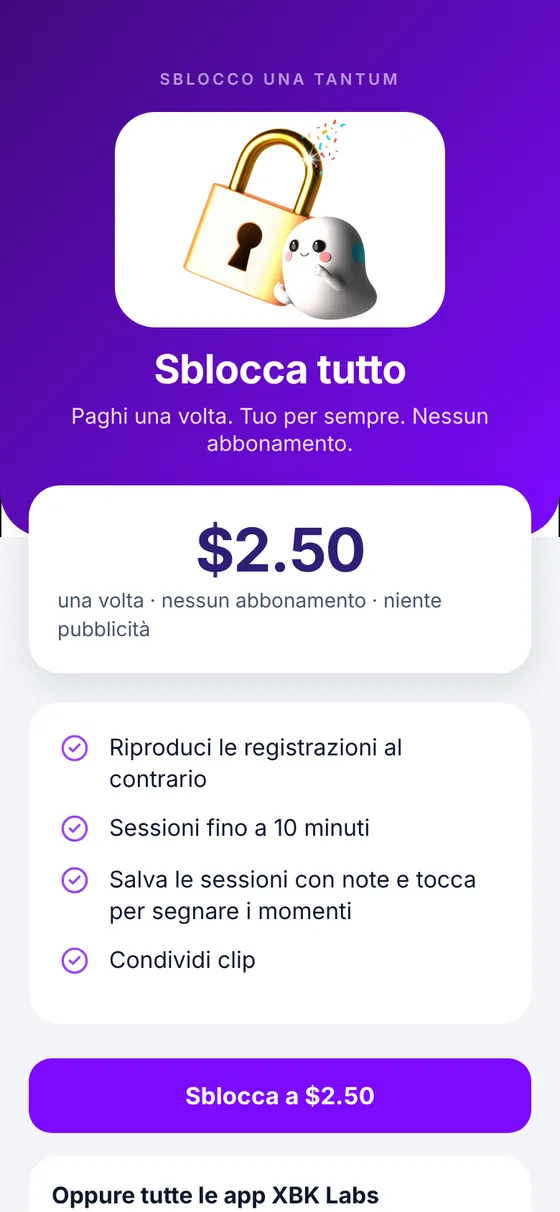 SBLOCCO UNA TANTUM
Sblocca tutto
Paghi una volta. Tuo per sempre. Nessun
abbonamento.
$2.50
una volta · nessun abbonamento · niente
pubblicità
Riproduci le registrazioni al
contrario
Sessioni fino a 10 minuti
Salva le sessioni con note e tocca
per segnare i momenti
Condividi clip
Sblocca a $2.50
Oppure tutte le app XBK Labs